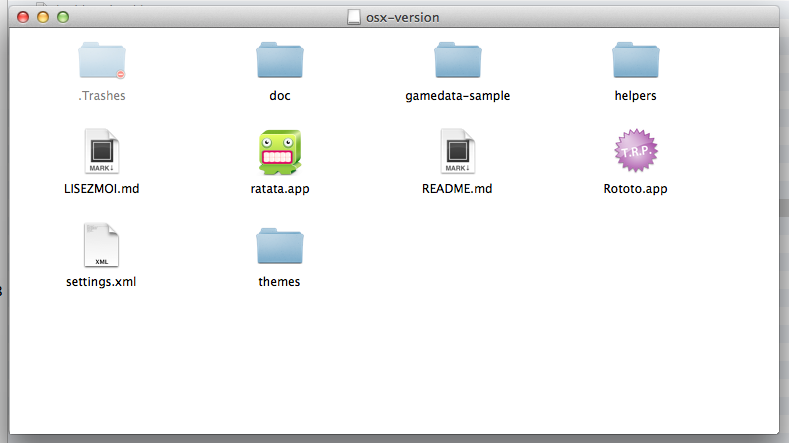 osx-version
.Trashes
doc
gamedata-sample
helpers
MARK↓
MARK↓
T.R.P.
LISEZMOI.md
ratata.app
README.md
Rototo.app
XML
settings.xml
themes